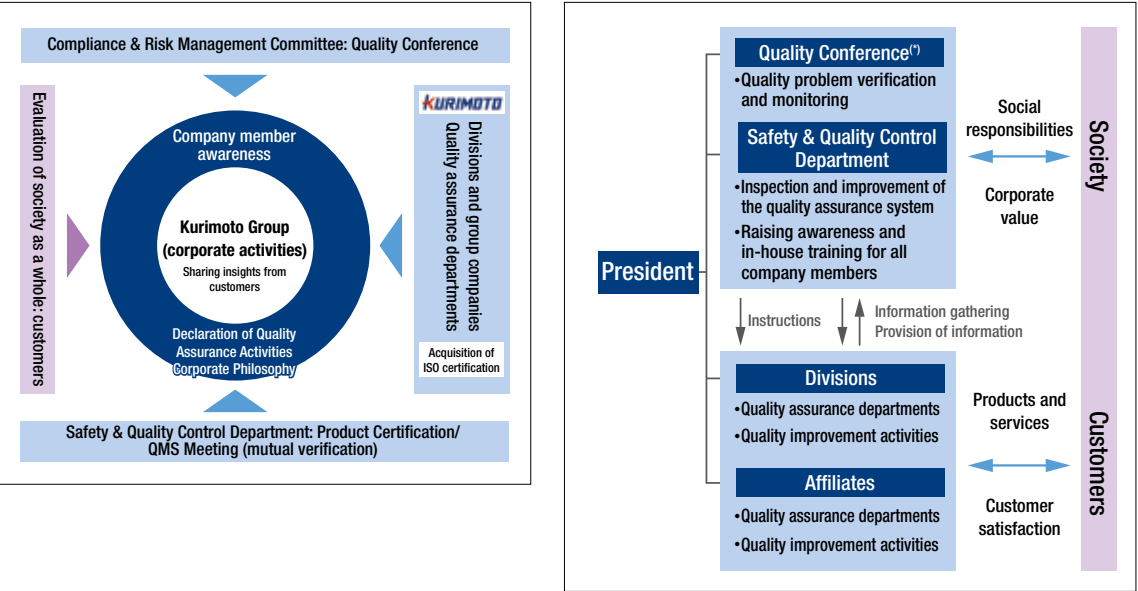 Compliance & Risk Management Committee: Quality Conference
Evaluation of society as a whole: customers
Company member
awareness
Kurimoto Group
(corporate activities)
Sharing insights from
customers
Declaration of Quality
Assurance Activities
Corporate Philosophy
KURIMOTO
Divisions and group companies
Quality assurance departments
Acquisition of
ISO certification
Safety & Quality Control Department: Product Certification/
QMS Meeting (mutual verification)
President
Quality Conference(*)
•Quality problem verification
and monitoring
Safety & Quality Control
Department
•Inspection and improvement of
the quality assurance system
•Raising awareness and
in-house training for all
company members
Instructions
Information gathering
Provision of information
Divisions
•Quality assurance departments
•Quality improvement activities
Affiliates
•Quality assurance departments
•Quality improvement activities
Social
responsibilities
Corporate
value
Products and
services
Customer
satisfaction
Society
Customers